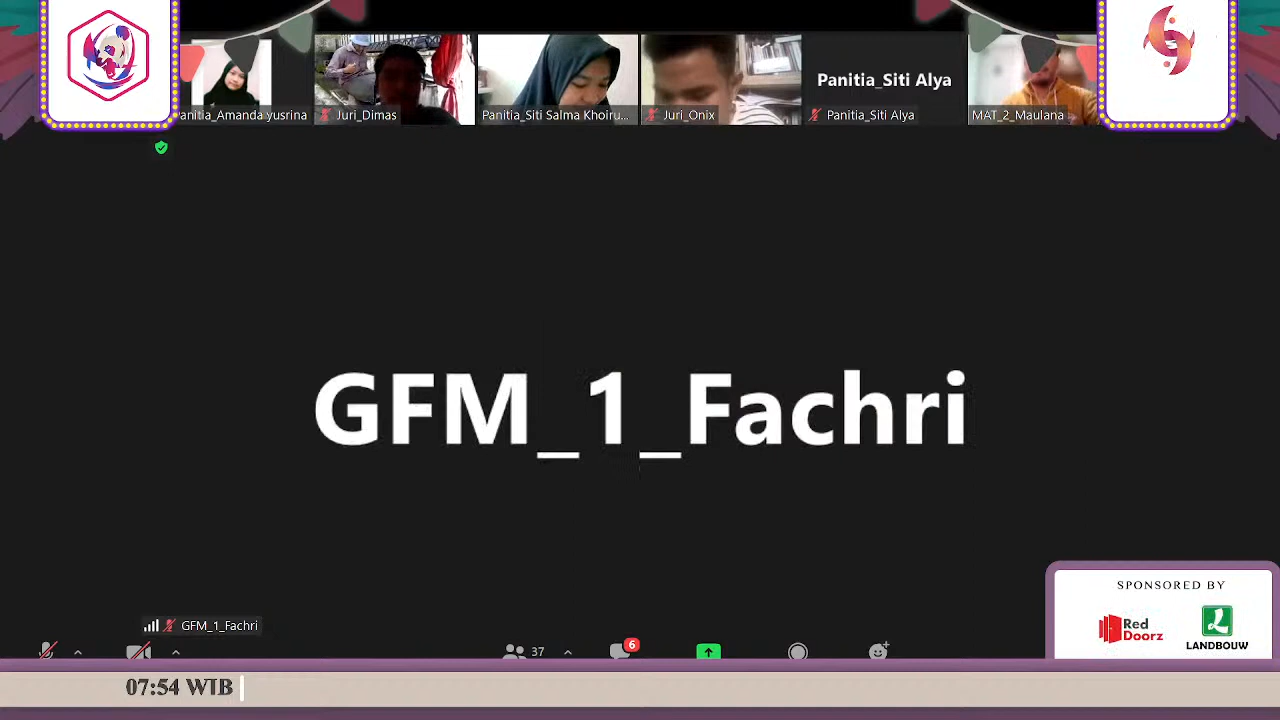 Panitia_Siti Alya
anitia_Amanda yusrina
Juri_Dimas
Panitia_Siti Salma Khoiru...
Juri_Onix
Panitia_Siti Alya
MAT_2_Maulana
GFM_1_Fachri
GFM_1_Fachri
37
6
SPONSORED BY
Red
Doorz
L
LANDBOUW
07:54 WIB